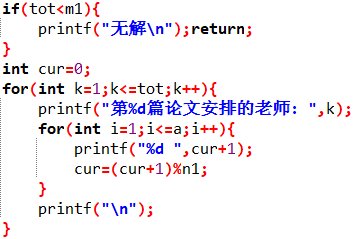 if(tot<m1){
printf("无解\n");return;
}
int cur=0;
for(int k=1;k<=tot;k++){
printf("第%d篇论文安排的老师：",k);
for(int i=1;i<=a;i++){
printf("%d ",cur+1);
cur=(cur+1)%n1;
}
printf("\n");
}